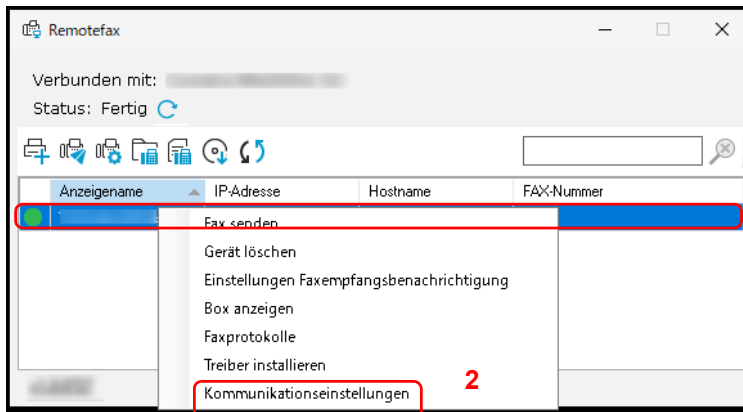 Remotefax
Verbunden mit:
Status: Fertig
Anzeigename IP-Adresse Hostname FAX-Nummer
Fax senden
Gerät löschen
Einstellungen Faxempfangsbenachrichtigung
Box anzeigen
Faxprotokolle
Treiber installieren
Kommunikationseinstellungen
2